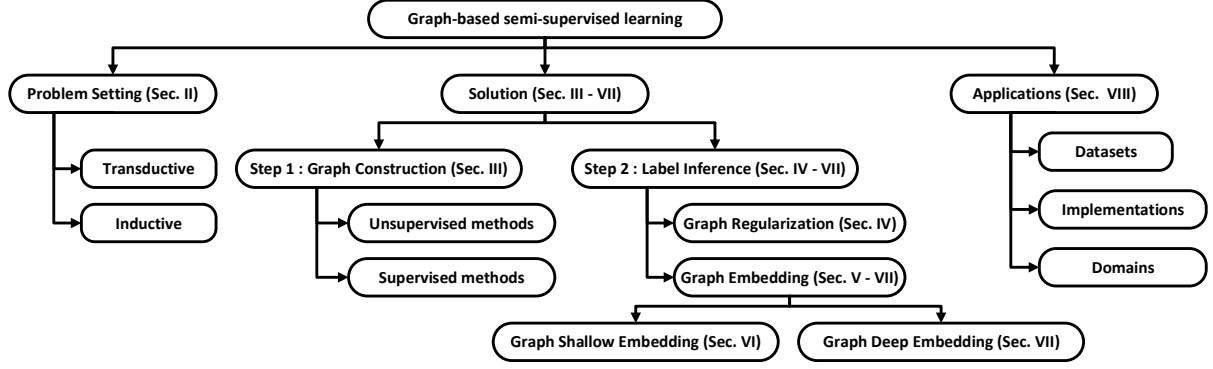 Graph-based semi-supervised learning
Problem Setting (Sec. II)
Solution (Sec. III - VII)
Applications (Sec. VIII)
Transductive
Inductive
Step 1 : Graph Construction (Sec. III)
Unsupervised methods
Supervised methods
Step 2 : Label Inference (Sec. IV - VII)
Graph Regularization (Sec. IV)
Graph Embedding (Sec. V - VII)
Graph Shallow Embedding (Sec. VI)
Graph Deep Embedding (Sec. VII)
Datasets
Implementations
Domains